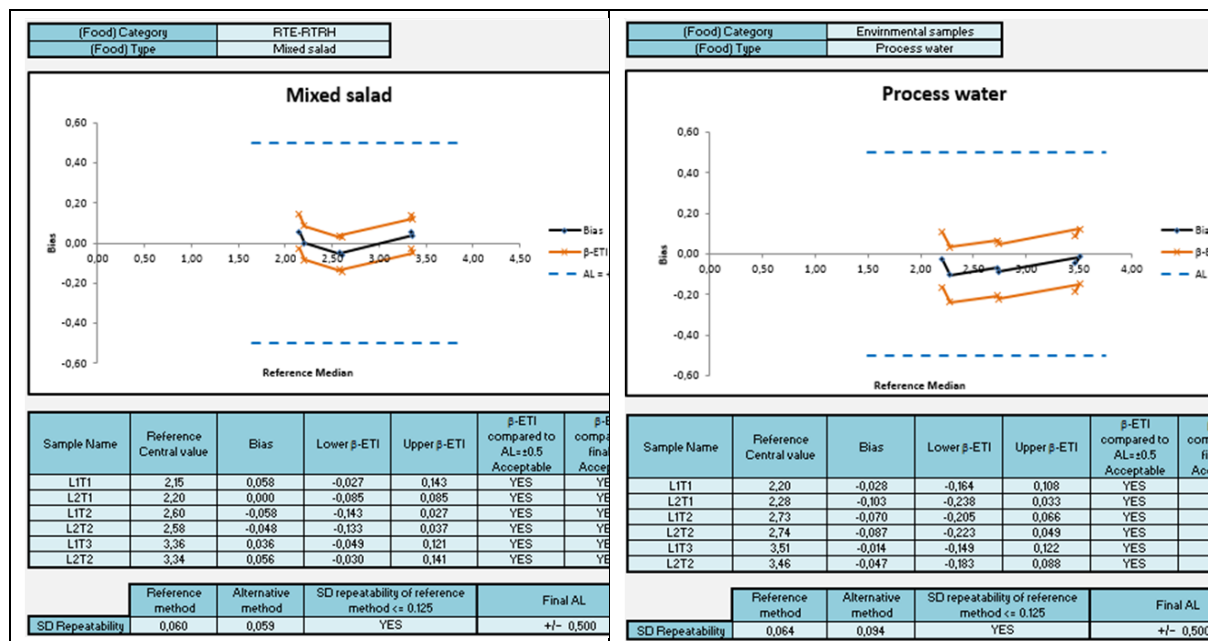 (Food) Category RTE-RTRH
(Food) Type Mixed salad
Mixed salad
0,60
0,40
0,20
0,00
-0,20
-0,40
-0,60
Bias
0,00 0,50 1,00 1,50 2,00 2,50 3,00 3,50 4,00 4,50
Reference Median
Bias
β-ETI
AL = +
Sample Name Reference Central value Bias Lower β-ETI Upper β-ETI β-ETI compared to AL=±0.5 Acceptable
L1T1 2,15 0,058 -0,027 0,143 YES YE
L2T1 2,20 0,000 -0,085 0,085 YES YE
L1T2 2,60 -0,058 -0,143 0,027 YES YE
L2T2 2,58 -0,048 -0,133 0,037 YES YE
L1T3 3,36 0,036 -0,049 0,121 YES YE
L2T2 3,34 0,056 -0,030 0,141 YES YE
Reference method Alternative method SD repeatability of reference method <= 0.125 Final AL
SD Repeatability 0,060 0,059 YES +/- 0,500
(Food) Category Envirnmental samples
(Food) Type Process water
Process water
0,60
0,40
0,20
0,00
-0,20
-0,40
-0,60
Bias
0,00 0,50 1,00 1,50 2,00 2,50 3,00 3,50 4,00
Reference Median
Bia
β-E
AL
Sample Name Reference Central value Bias Lower β-ETI Upper β-ETI β-ETI compared to AL=±0.5 Acceptable
L1T1 2,20 -0,028 -0,164 0,108 YES
L2T1 2,28 -0,103 -0,238 0,033 YES
L1T2 2,73 -0,070 -0,205 0,066 YES
L2T2 2,74 -0,087 -0,223 0,049 YES
L1T3 3,51 -0,014 -0,149 0,122 YES
L2T2 3,46 -0,047 -0,183 0,088 YES
Reference method Alternative method SD repeatability of reference method <= 0.125 Final AL
SD Repeatability 0,064 0,094 YES +/- 0,500